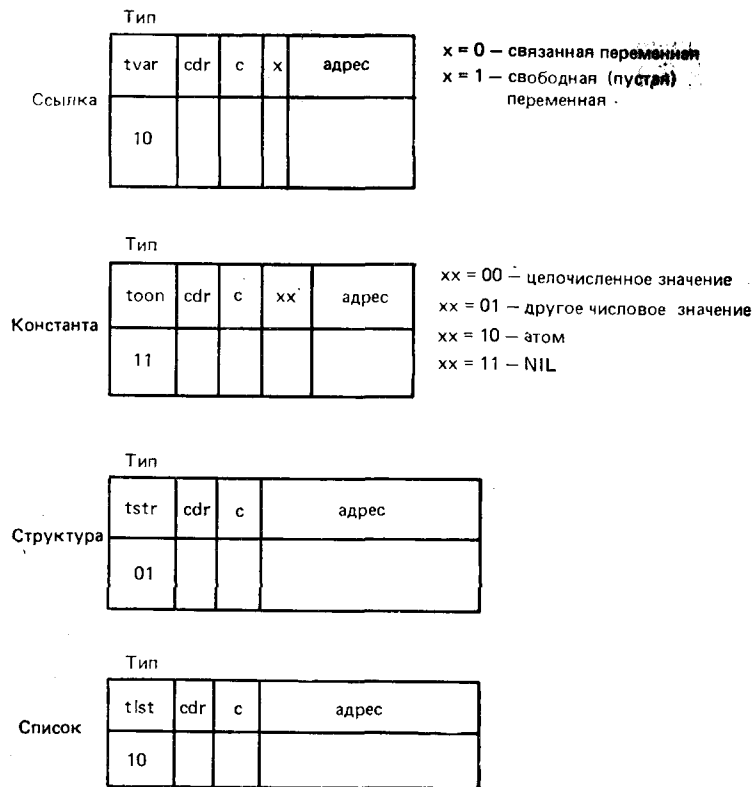 Тип
tvar cdr c x адрес
Ссылка
10
x = 0 — связанная переменная
x = 1 — свободная (пустая)
переменная
Тип
toon cdr c xx адрес
Константа
11
xx = 00 — целочисленное значение
xx = 01 — другое числовое значение
xx = 10 — атом
xx = 11 — NIL
Тип
tstr cdr c адрес
Структура
01
Тип
tlst cdr c адрес
Список
10